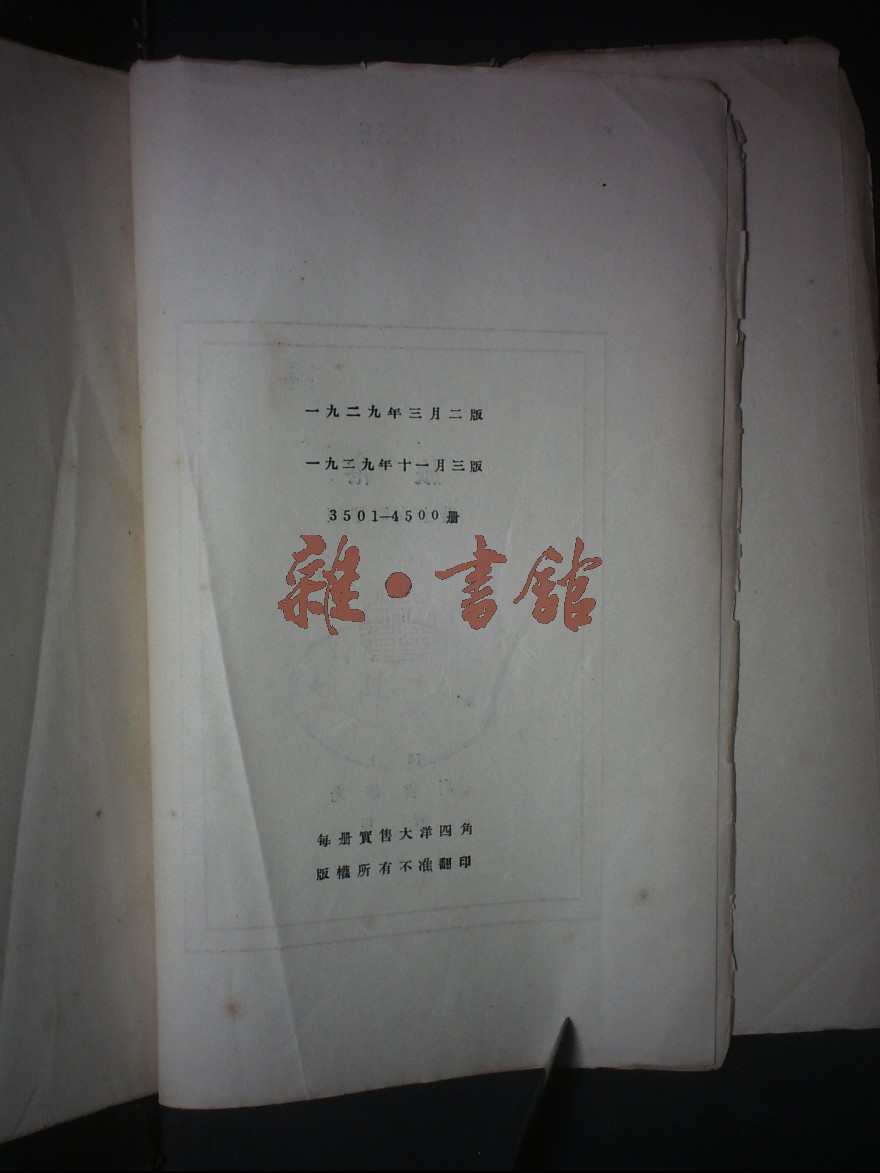 一九二九年三月二版
一九二九年十一月三版
3501—4500册
雜·書館
每册實售大洋四角
版權所有不准翻印